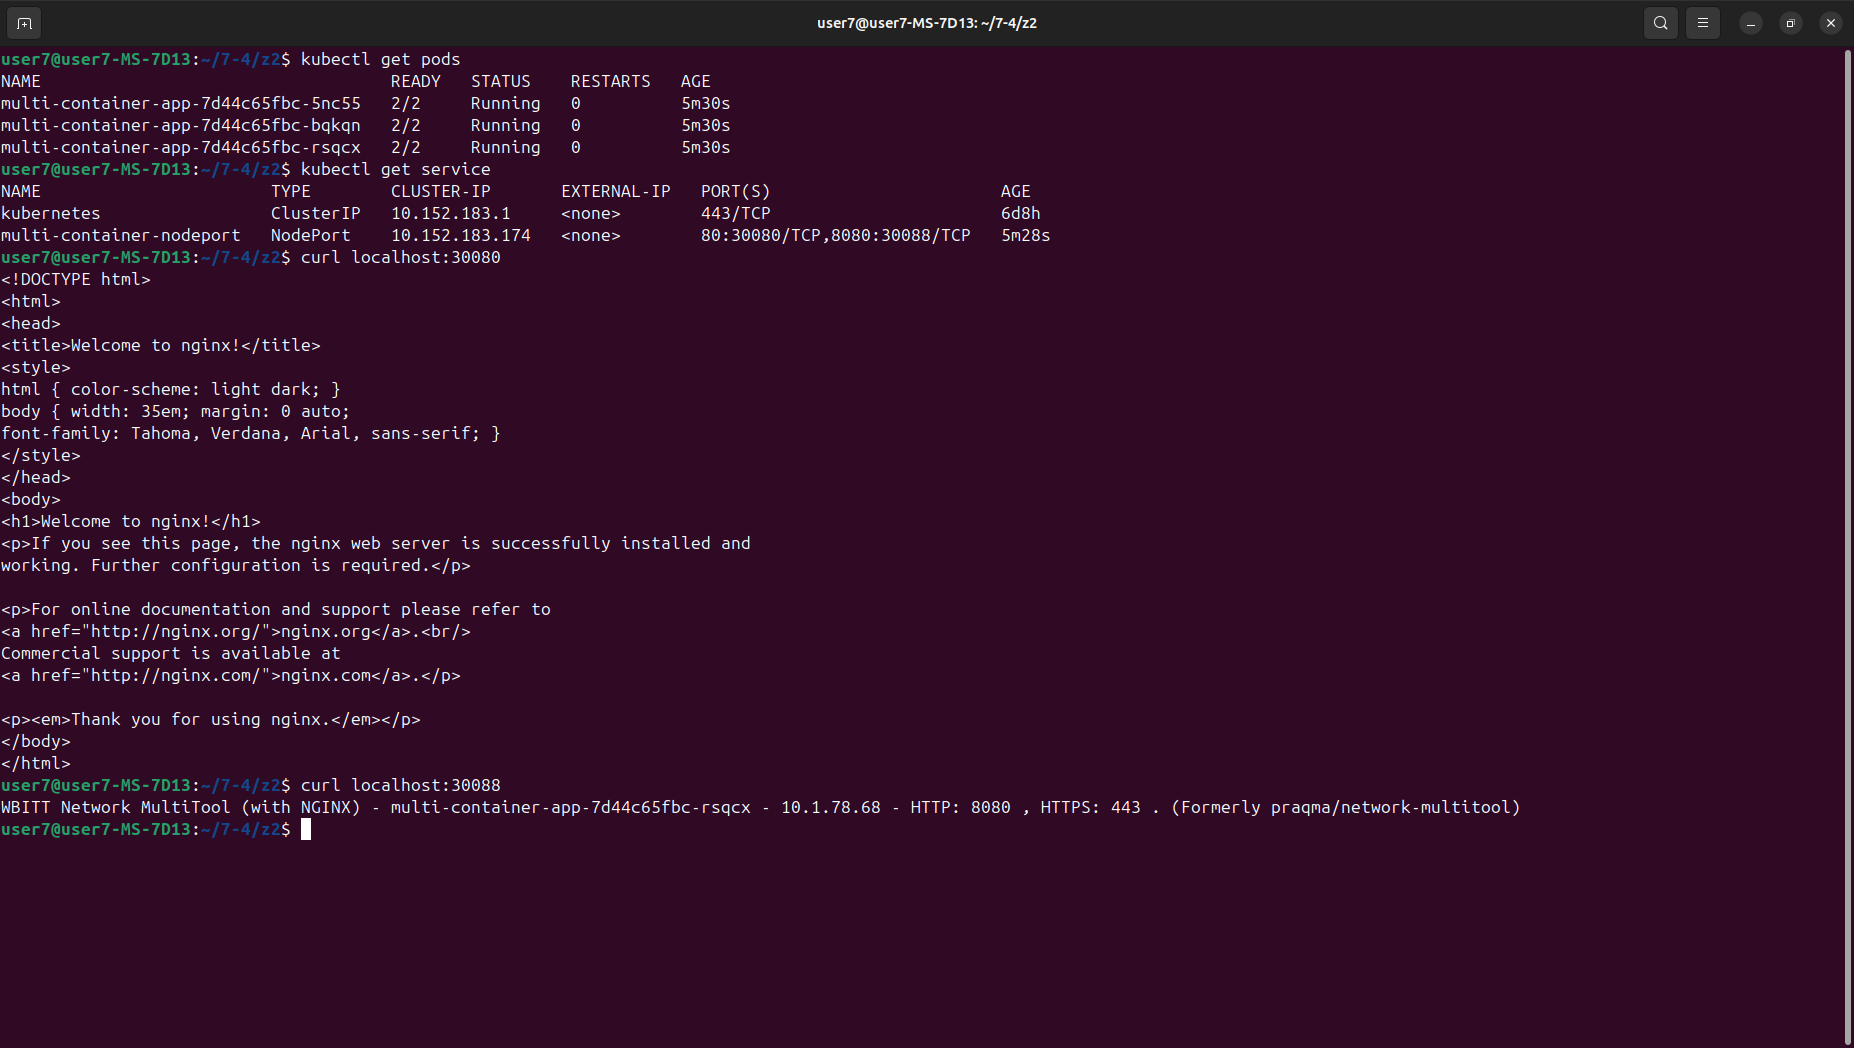 user7@user7-MS-7D13: ~/7-4/z2
user7@user7-MS-7D13:~/7-4/z2$ kubectl get pods
NAME                                   READY   STATUS    RESTARTS   AGE
multi-container-app-7d44c65fbc-5nc55   2/2     Running   0          5m30s
multi-container-app-7d44c65fbc-bqkqn   2/2     Running   0          5m30s
multi-container-app-7d44c65fbc-rsqcx   2/2     Running   0          5m30s
user7@user7-MS-7D13:~/7-4/z2$ kubectl get service
NAME                       TYPE        CLUSTER-IP       EXTERNAL-IP   PORT(S)                       AGE
kubernetes                 ClusterIP   10.152.183.1     <none>        443/TCP                       6d8h
multi-container-nodeport   NodePort    10.152.183.174   <none>        80:30080/TCP,8080:30088/TCP   5m28s
user7@user7-MS-7D13:~/7-4/z2$ curl localhost:30080
<!DOCTYPE html>
<html>
<head>
<title>Welcome to nginx!</title>
<style>
html { color-scheme: light dark; }
body { width: 35em; margin: 0 auto;
font-family: Tahoma, Verdana, Arial, sans-serif; }
</style>
</head>
<body>
<h1>Welcome to nginx!</h1>
<p>If you see this page, the nginx web server is successfully installed and
working. Further configuration is required.</p>

<p>For online documentation and support please refer to
<a href="http://nginx.org/">nginx.org</a>.<br/>
Commercial support is available at
<a href="http://nginx.com/">nginx.com</a>.</p>

<p><em>Thank you for using nginx.</em></p>
</body>
</html>
user7@user7-MS-7D13:~/7-4/z2$ curl localhost:30088
WBITT Network MultiTool (with NGINX) - multi-container-app-7d44c65fbc-rsqcx - 10.1.78.68 - HTTP: 8080 , HTTPS: 443 . (Formerly praqma/network-multitool)
user7@user7-MS-7D13:~/7-4/z2$